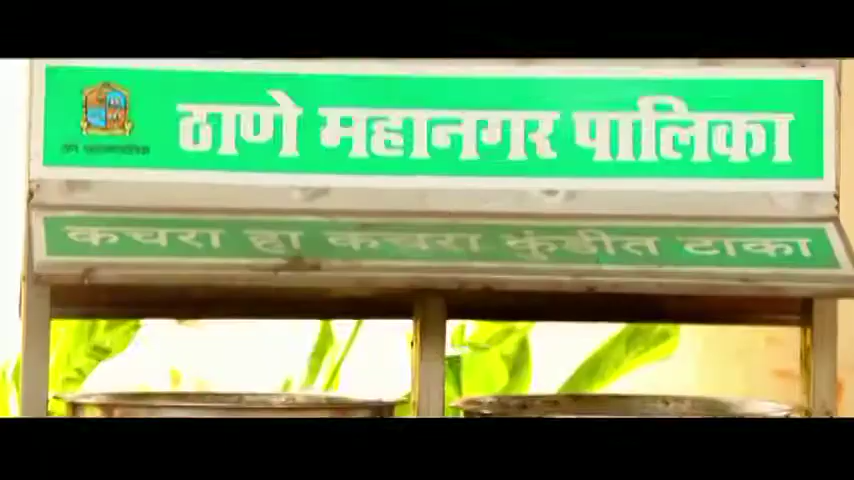 ठाणे महानगर पालिका
कचरा हा कचरा कुंडीत टाका